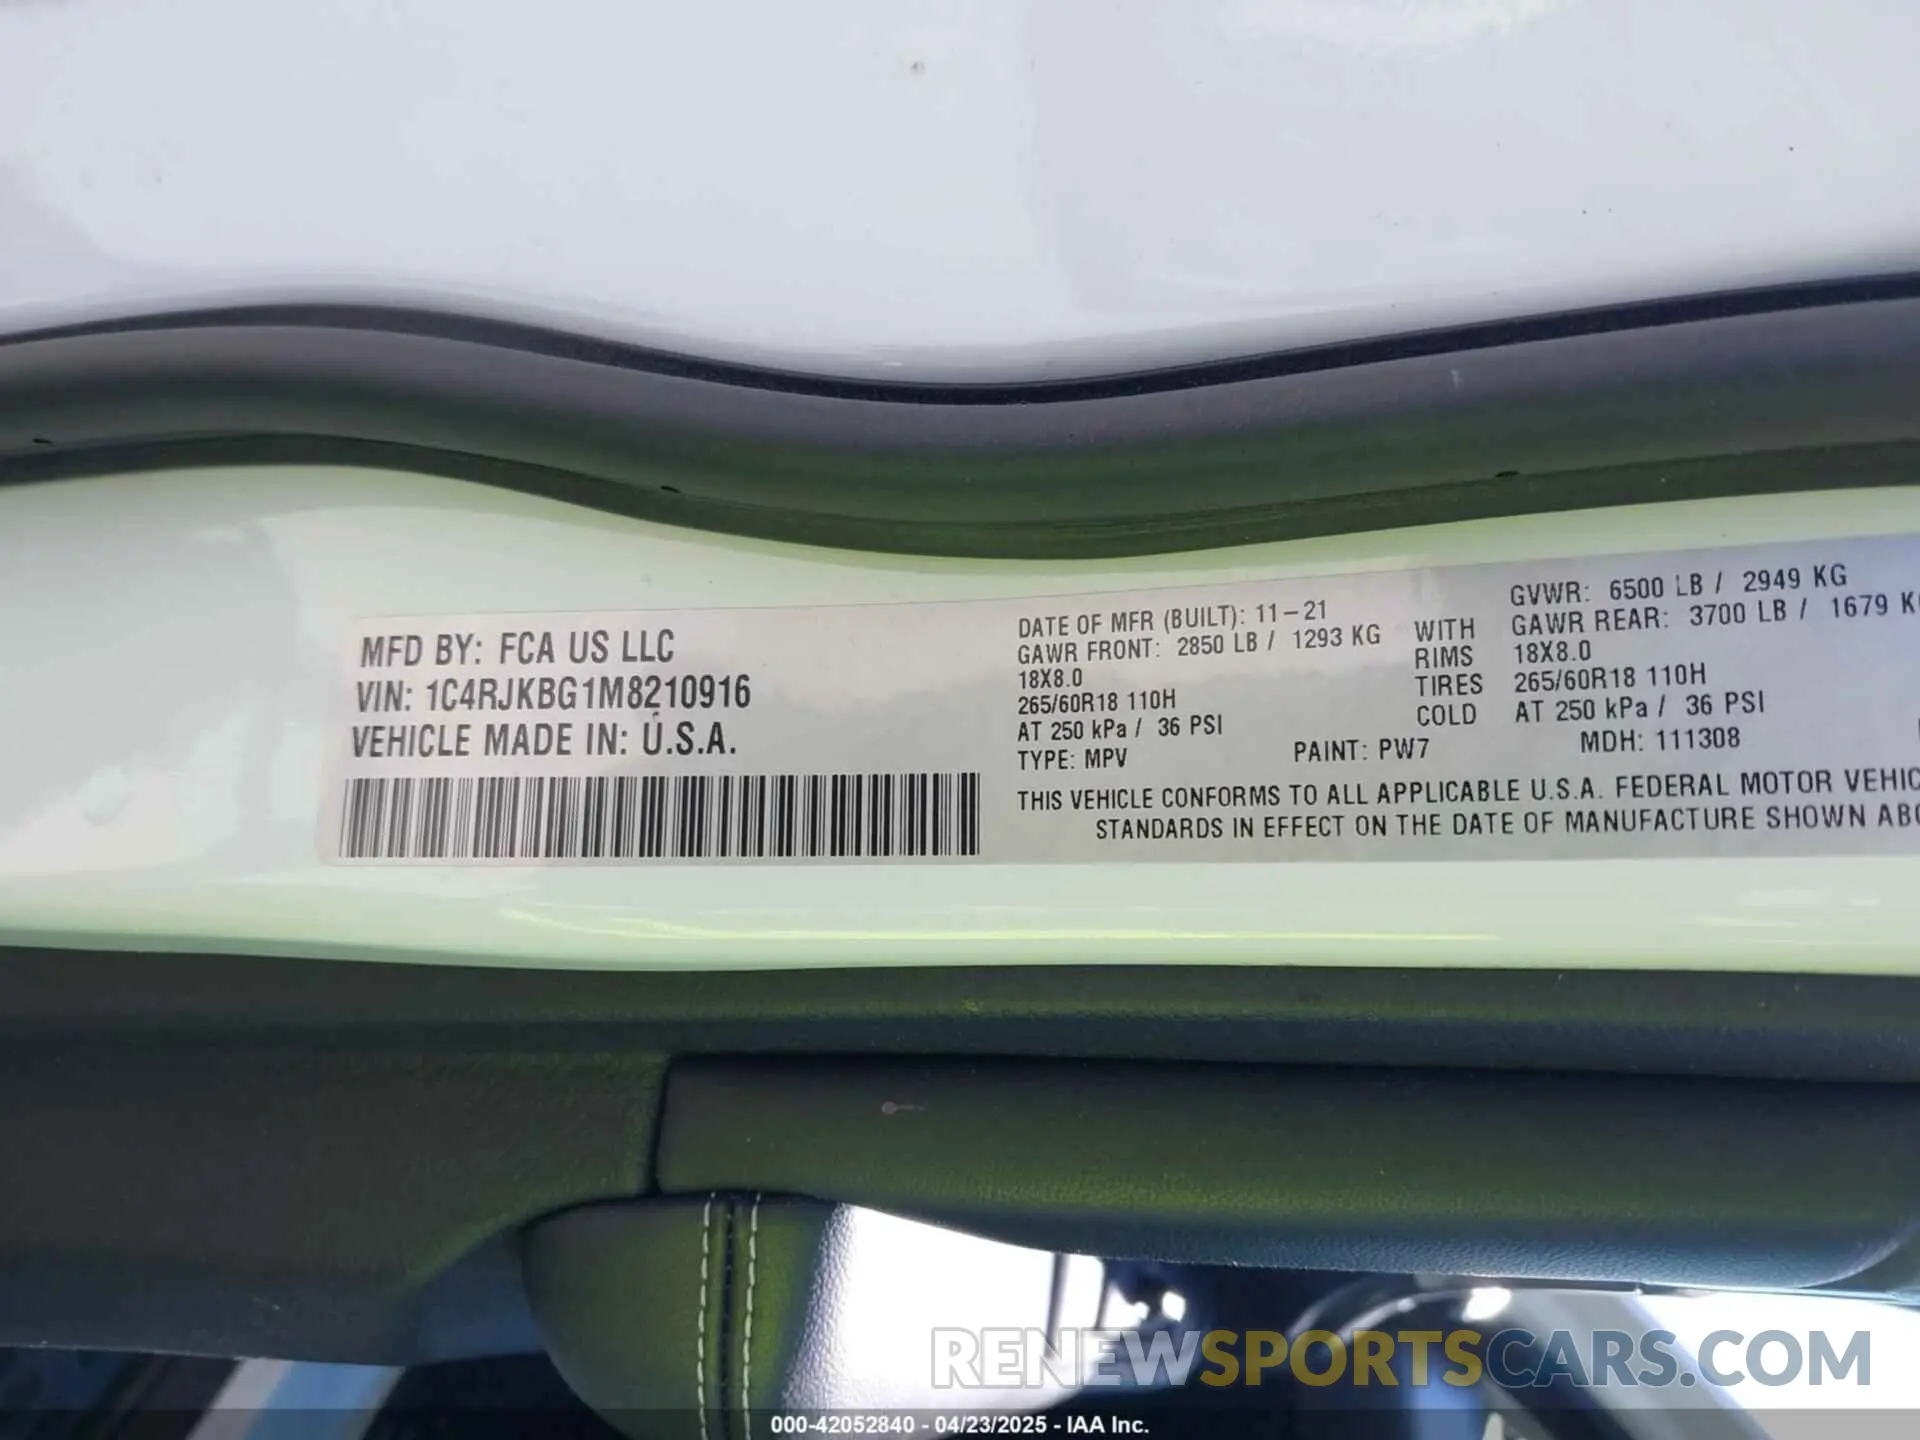 MFD BY: FCA US LLC
VIN: 1C4RJKBG1M8210916
VEHICLE MADE IN: U.S.A.
DATE OF MFR (BUILT): 11-21
GAWR FRONT: 2850 LB / 1293 KG
18X8.0
265/60R18 110H
AT 250 kPa / 36 PSI
TYPE: MPV
PAINT: PW7
WITH
RIMS
TIRES
COLD
GVWR: 6500 LB / 2949 KG
GAWR REAR: 3700 LB / 1679 K
18X8.0
265/60R18 110H
AT 250 kPa / 36 PSI
MDH: 111308
THIS VEHICLE CONFORMS TO ALL APPLICABLE U.S.A. FEDERAL MOTOR VEHIC
STANDARDS IN EFFECT ON THE DATE OF MANUFACTURE SHOWN ABO
RENEWSPORTSCARS.COM
000-42052840 - 04/23/2025 - IAA Inc.